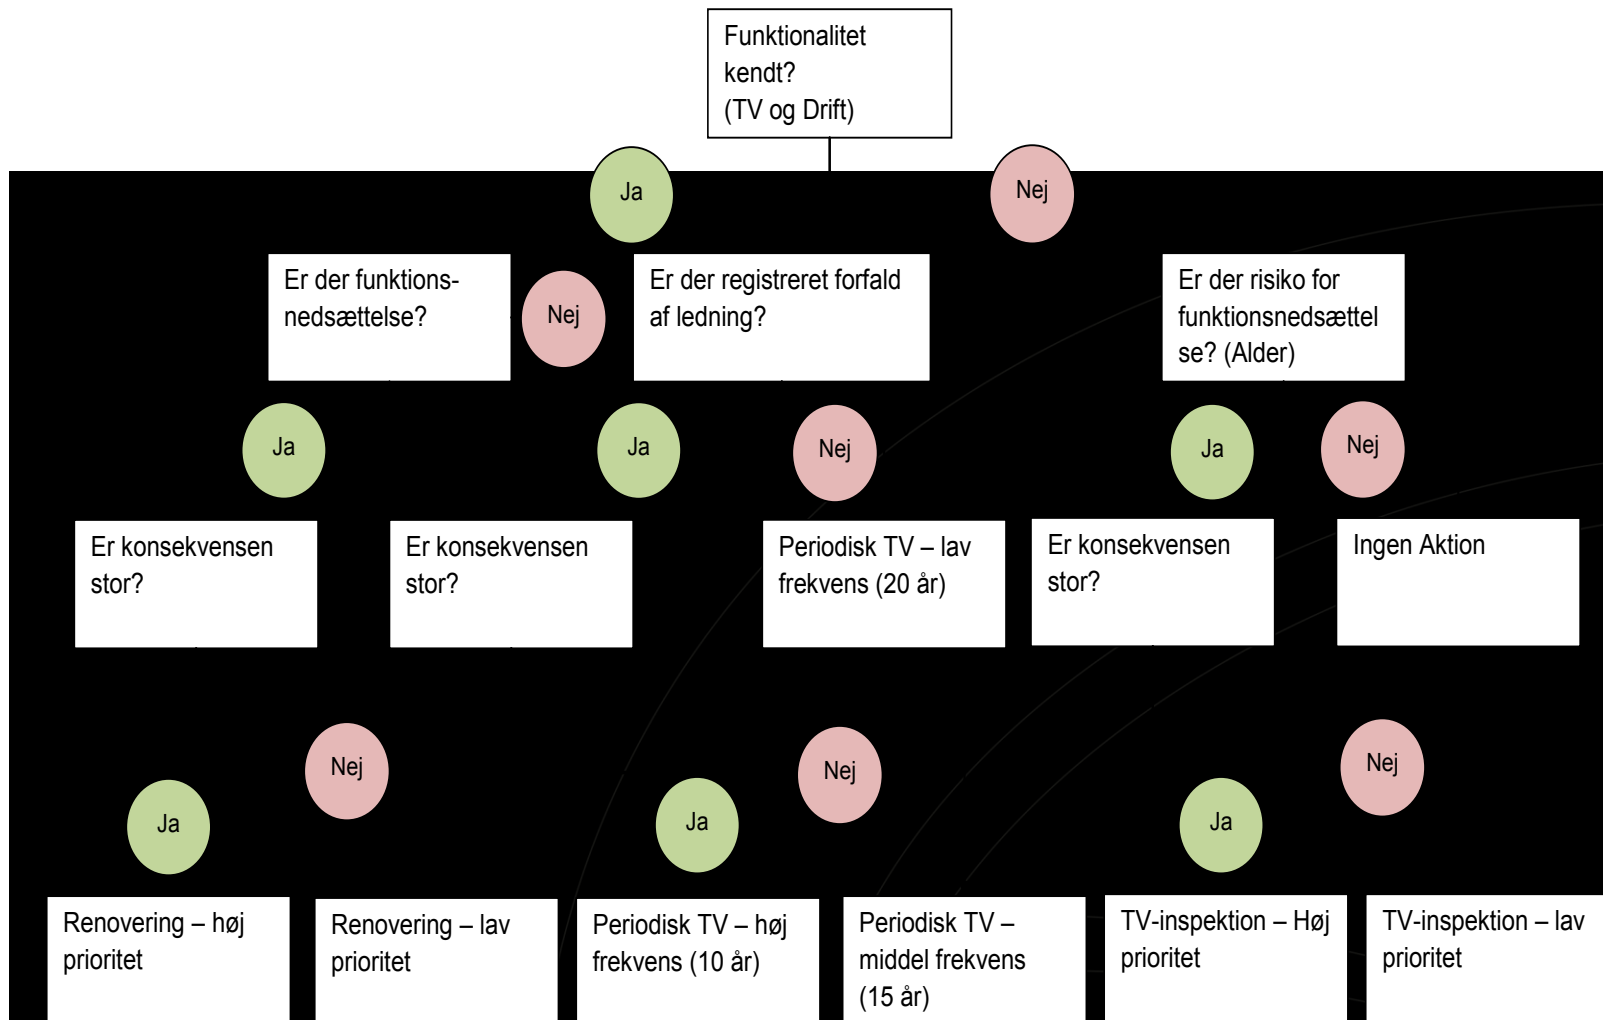 Funktionalitet
kendt?
(TV og Drift)
Ja
Nej
Er der funktions-
nedsættelse?
Nej
Er der registreret forfald
af ledning?
Er der risiko for
funktionsnedsættel
se? (Alder)
Ja
Ja
Nej
Ja
Nej
Er konsekvensen
stor?
Er konsekvensen
stor?
Periodisk TV – lav
frekvens (20 år)
Er konsekvensen
stor?
Ingen Aktion
Ja
Nej
Ja
Nej
Ja
Nej
Renovering – høj
prioritet
Renovering – lav
prioritet
Periodisk TV – høj
frekvens (10 år)
Periodisk TV –
middel frekvens
(15 år)
TV-inspektion – Høj
prioritet
TV-inspektion – lav
prioritet